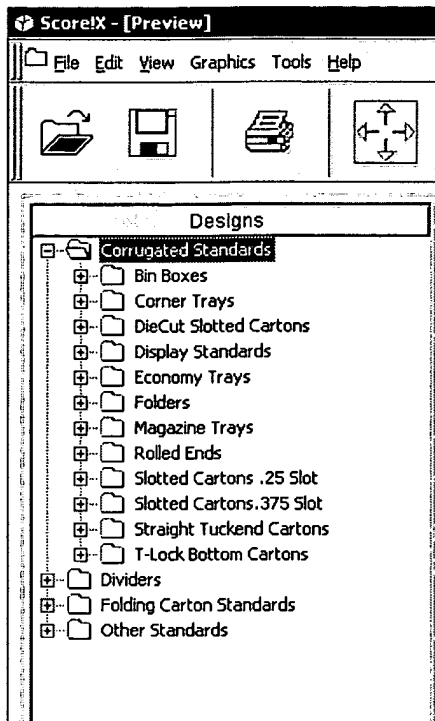 Score!X - [Preview]
File Edit View Graphics Tools Help
Designs
Corrugated Standards
Bin Boxes
Corner Trays
DieCut Slotted Cartons
Display Standards
Economy Trays
Folders
Magazine Trays
Rolled Ends
Slotted Cartons .25 Slot
Slotted Cartons.375 Slot
Straight Tuckend Cartons
T-Lock Bottom Cartons
Dividers
Folding Carton Standards
Other Standards